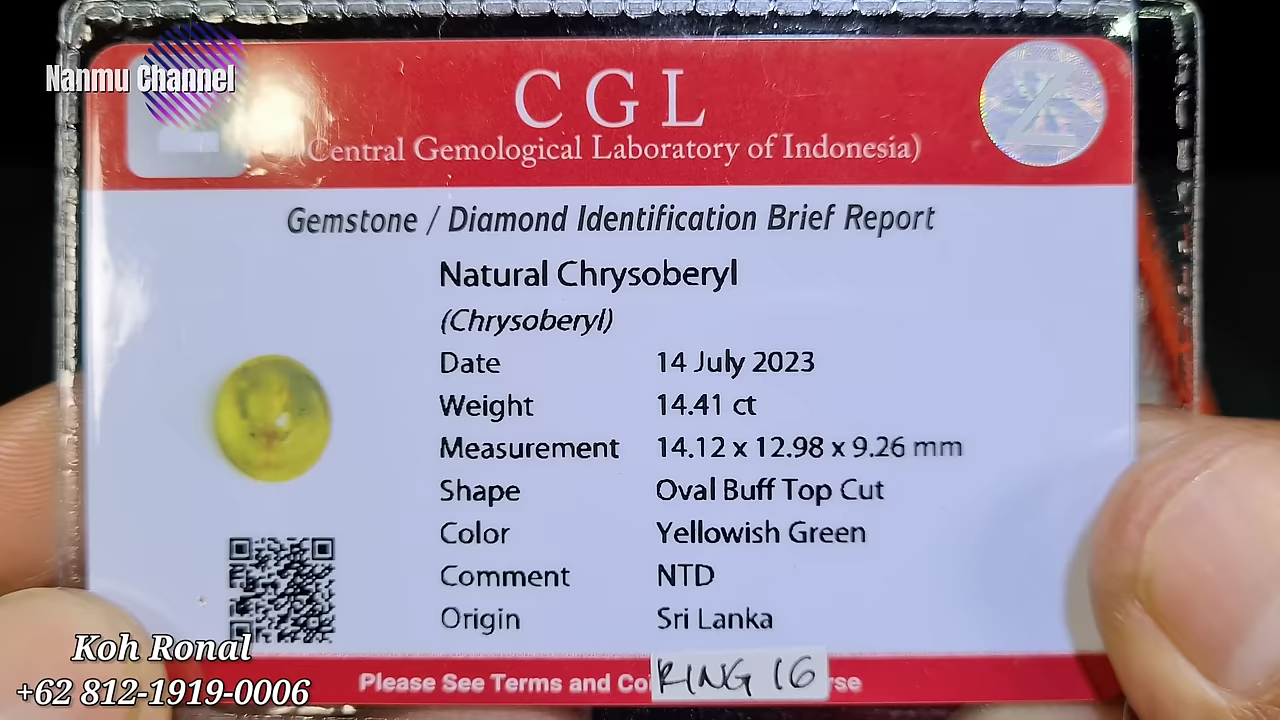 Nanmu Channel
CGL
(Central Gemological Laboratory of Indonesia)
Gemstone / Diamond Identification Brief Report
Natural Chrysoberyl
(Chrysoberyl)
Date 14 July 2023
Weight 14.41 ct
Measurement 14.12 x 12.98 x 9.26 mm
Shape Oval Buff Top Cut
Color Yellowish Green
Comment NTD
Origin Sri Lanka
Please See Terms and
RING 16
Koh Ronal
+62 812-1919-0006